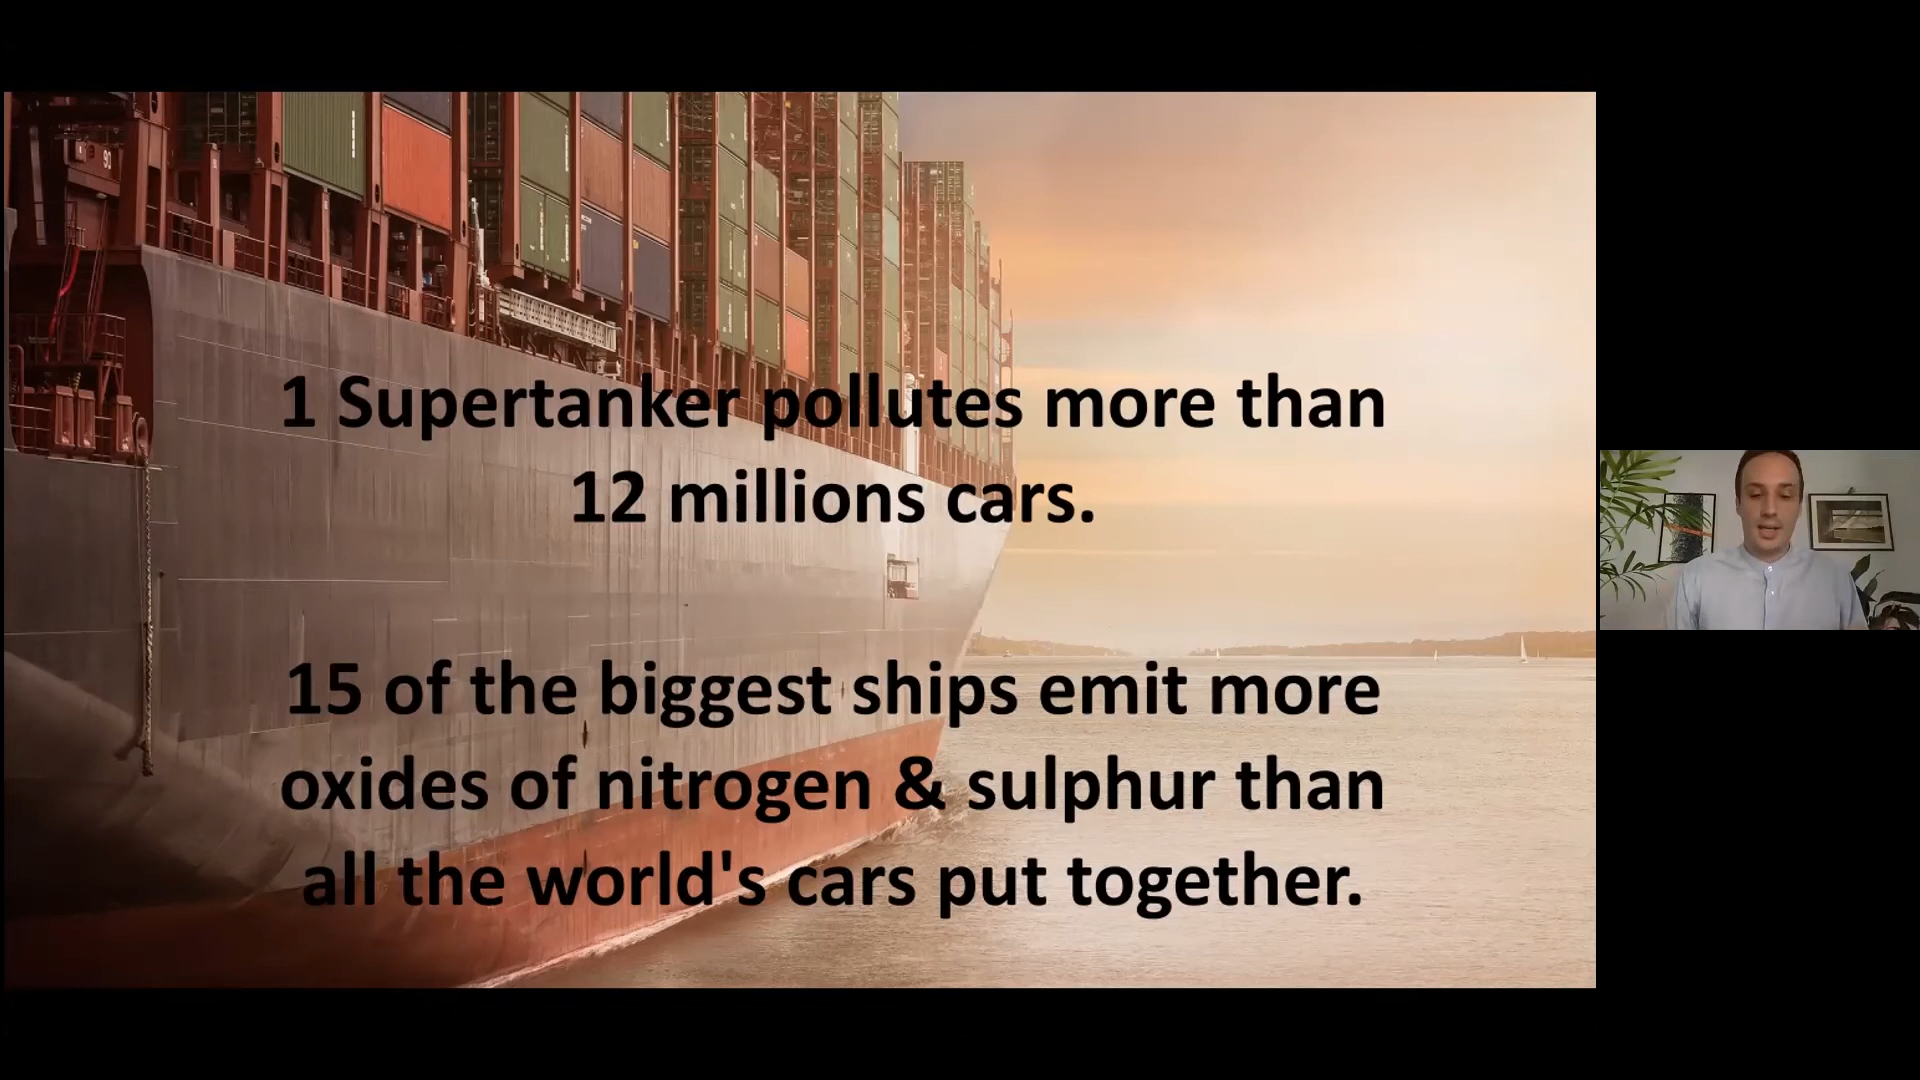 1 Supertanker pollutes more than
12 millions cars.
15 of the biggest ships emit more
oxides of nitrogen & sulphur than
all the world's cars put together.